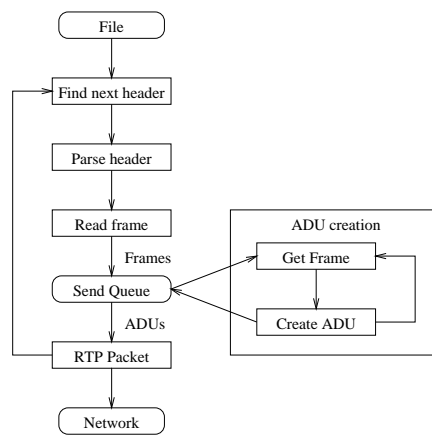 File
Find next header
Parse header
Read frame
Frames
Send Queue
ADUs
RTP Packet
Network
ADU creation
Get Frame
Create ADU